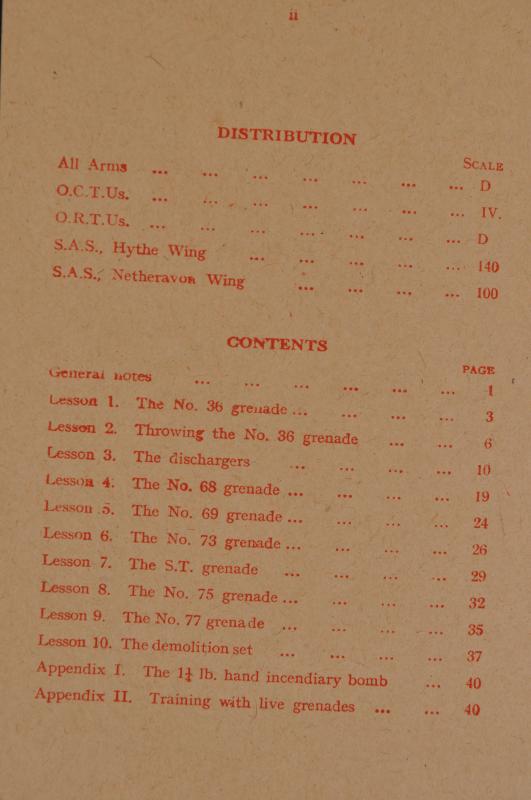 ii
DISTRIBUTION
SCALE
All Arms ... ... ... ... ... ... ... D
O.C.T.Us. ... ... ... ... ... ... ... IV.
O.R.T.Us. ... ... ... ... ... ... ... D
S.A.S., Hythe Wing ... ... ... ... ... 140
S.A.S., Netheravon Wing ... ... ... ... 100
CONTENTS
PAGE
General notes ... ... ... ... ... ... 1
Lesson 1. The No. 36 grenade ... ... ... ... 3
Lesson 2. Throwing the No. 36 grenade ... ... 6
Lesson 3. The dischargers ... ... ... ... 10
Lesson 4. The No. 68 grenade ... ... ... ... 19
Lesson 5. The No. 69 grenade ... ... ... ... 24
Lesson 6. The No. 73 grenade ... ... ... ... 26
Lesson 7. The S.T. grenade ... ... ... ... 29
Lesson 8. The No. 75 grenade ... ... ... ... 32
Lesson 9. The No. 77 grenade ... ... ... ... 35
Lesson 10. The demolition set ... ... ... ... 37
Appendix I. The 1¼ lb. hand incendiary bomb ... 40
Appendix II. Training with live grenades ... ... 40